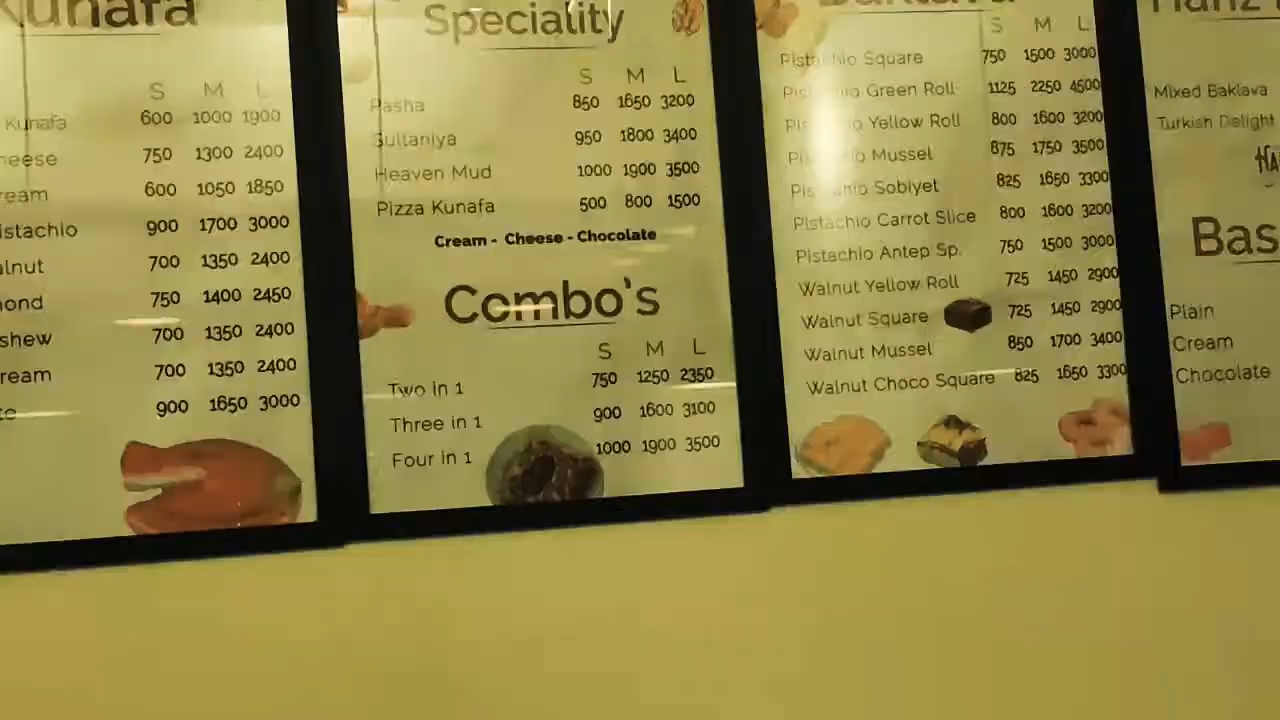 Kunafa
S M L
Kunafa 600 1000 1900
heese 750 1300 2400
ream 600 1050 1850
istachio 900 1700 3000
alnut 700 1350 2400
mond 750 1400 2450
shew 700 1350 2400
ream 700 1350 2400
900 1650 3000
Speciality
S M L
Pasha 850 1650 3200
Sultaniya 950 1800 3400
Heaven Mud 1000 1900 3500
Pizza Kunafa 500 800 1500
Cream - Cheese - Chocolate
Combo's
S M L
Two in 1 750 1250 2350
Three in 1 900 1600 3100
Four in 1 1000 1900 3500
S M L
Pistachio Square 750 1500 3000
Pistachio Green Roll 1125 2250 4500
Pistachio Yellow Roll 800 1600 3200
Pistachio Mussel 875 1750 3500
Pistachio Sobiyet 825 1650 3300
Pistachio Carrot Slice 800 1600 3200
Pistachio Antep Sp. 750 1500 3000
Walnut Yellow Roll 725 1450 2900
Walnut Square 725 1450 2900
Walnut Mussel 850 1700 3400
Walnut Choco Square 825 1650 3300
Mixed Baklava
Turkish Delight
Bas
Plain
Cream
Chocolate